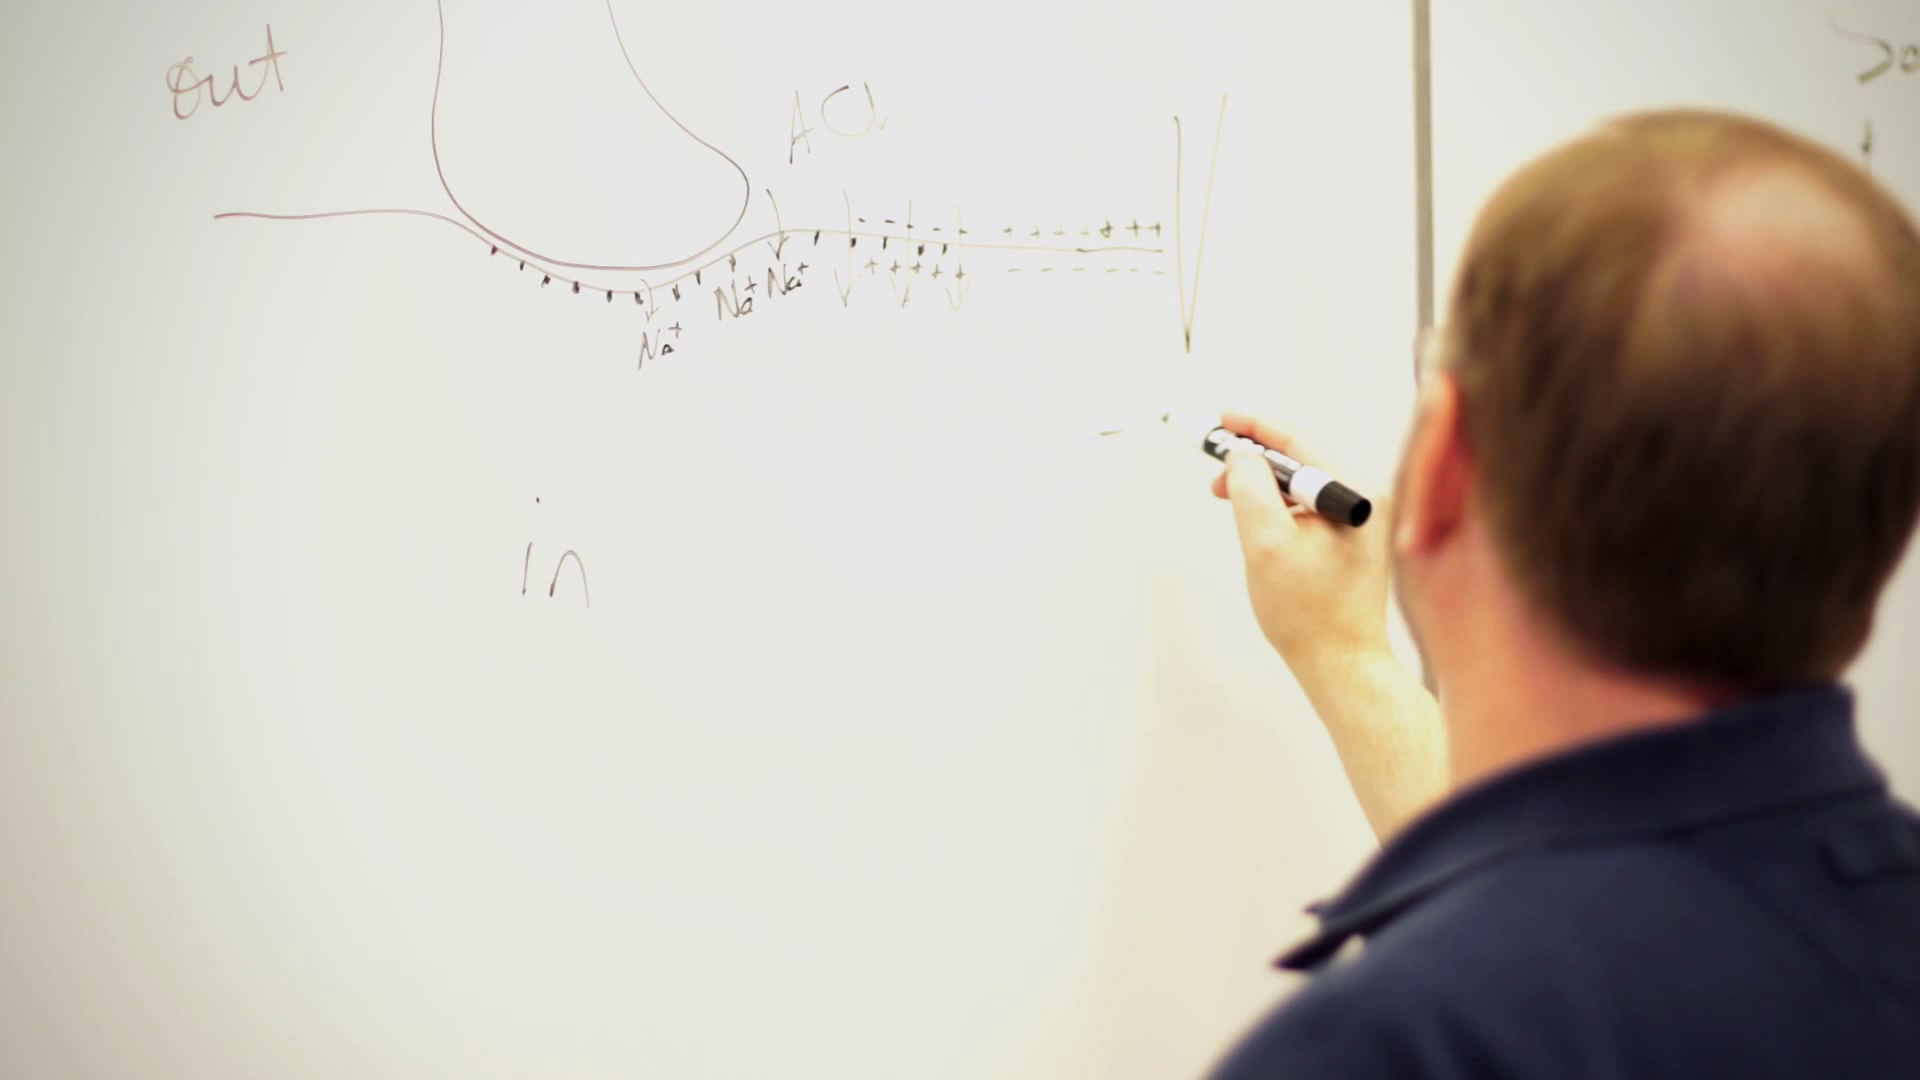 out
ACh
- - - - + + + + + + +
+ + + + + - - - - - - -
Na+ Na+
Na+
in